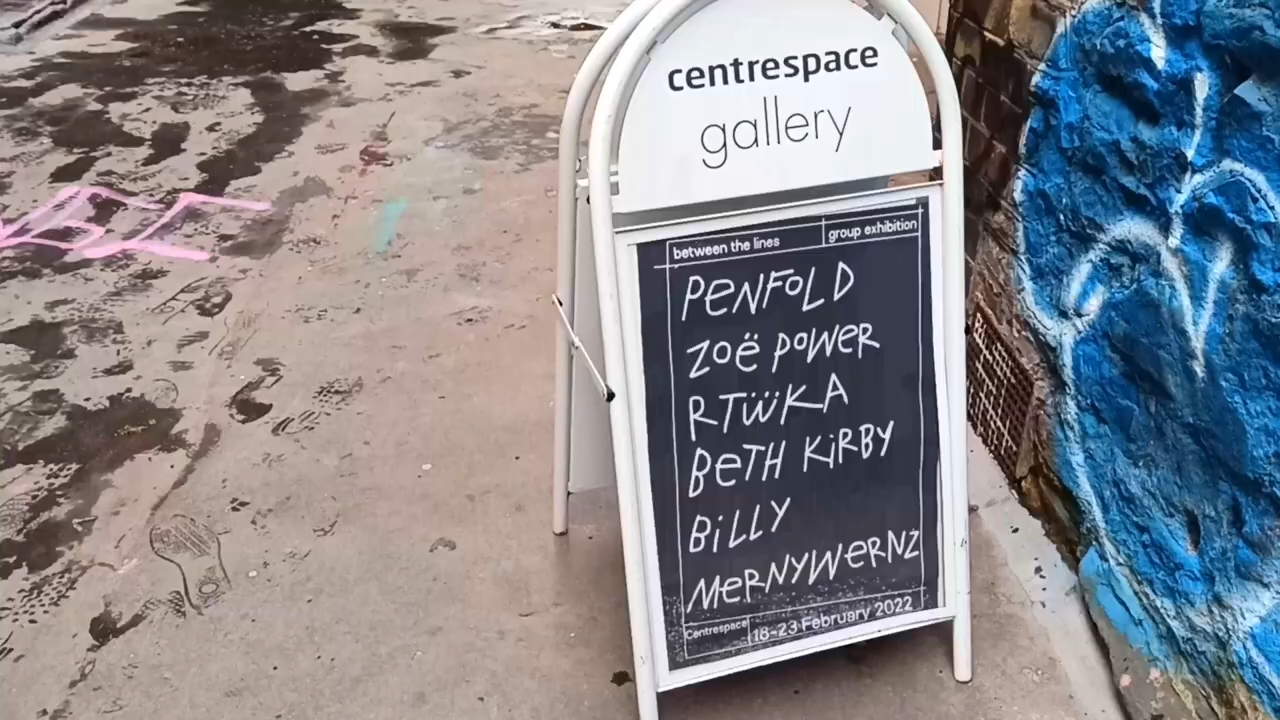 centrespace
gallery
between the lines
group exhibition
PENFOLD
ZOË POWER
RTÜÜKA
BETH KIRBY
BILLY
MERNYWERNZ
Centrespace
18-23 February 2022